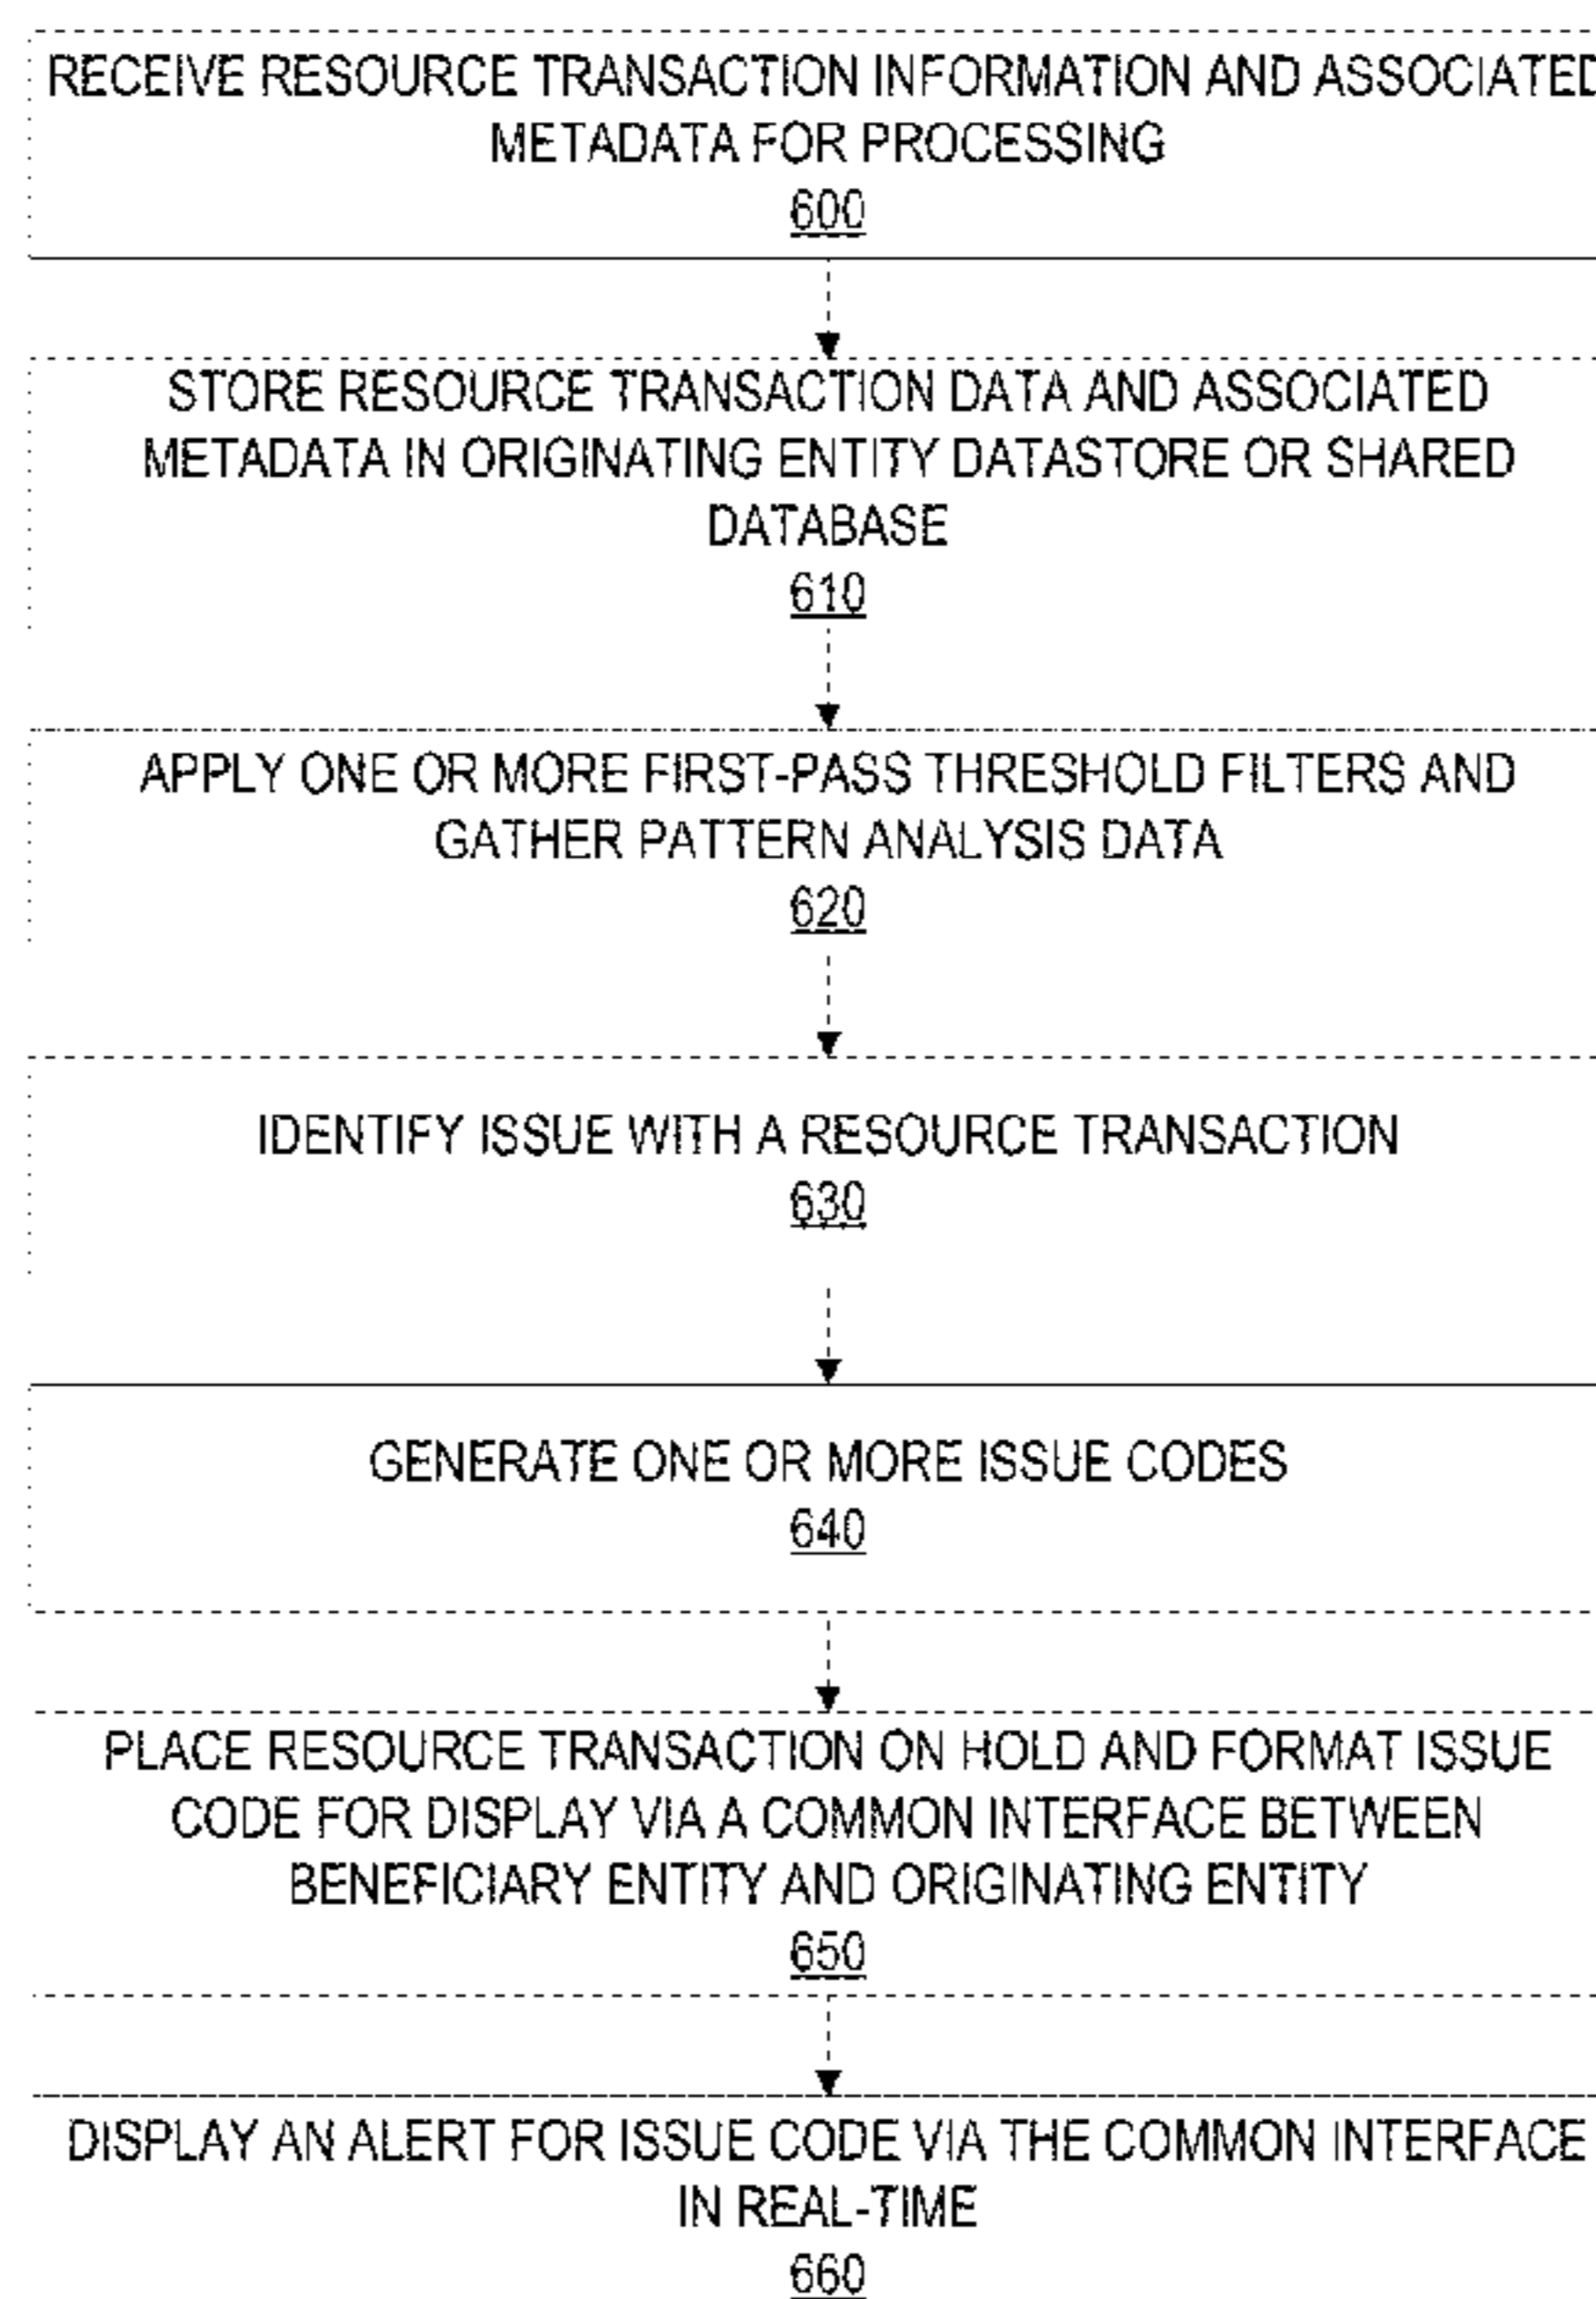 RECEIVE RESOURCE TRANSACTION INFORMATION AND ASSOCIATED
METADATA FOR PROCESSING
600
STORE RESOURCE TRANSACTION DATA AND ASSOCIATED
METADATA IN ORIGINATING ENTITY DATASTORE OR SHARED
DATABASE
610
APPLY ONE OR MORE FIRST-PASS THRESHOLD FILTERS AND
GATHER PATTERN ANALYSIS DATA
620
IDENTIFY ISSUE WITH A RESOURCE TRANSACTION
630
GENERATE ONE OR MORE ISSUE CODES
640
PLACE RESOURCE TRANSACTION ON HOLD AND FORMAT ISSUE
CODE FOR DISPLAY VIA A COMMON INTERFACE BETWEEN
BENEFICIARY ENTITY AND ORIGINATING ENTITY
650
DISPLAY AN ALERT FOR ISSUE CODE VIA THE COMMON INTERFACE
IN REAL-TIME
660